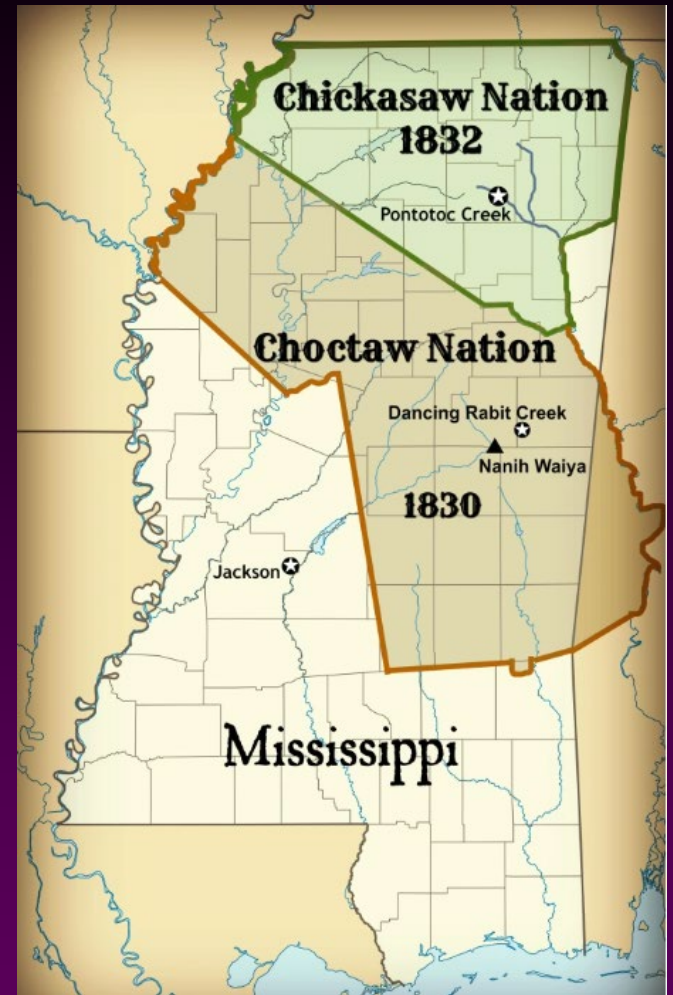 Chickasaw Nation
1832
Pontotoc Creek
Choctaw Nation
Dancing Rabit Creek
Nanih Waiya
1830
Jackson
Mississippi